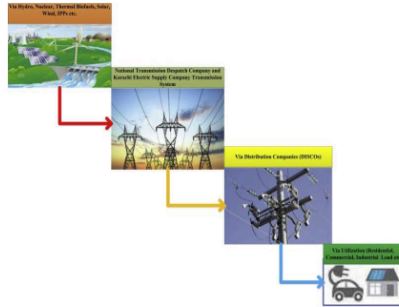 Via Hydro, Nuclear, Thermal Biofuels, Solar,
Wind, IPPs etc.
National Transmission Despatch Company and
Karachi Electric Supply Company Transmission
System
Via Distribution Companies (DISCOs)
Via Utilization (Residential,
Commercial, Industrial Load etc